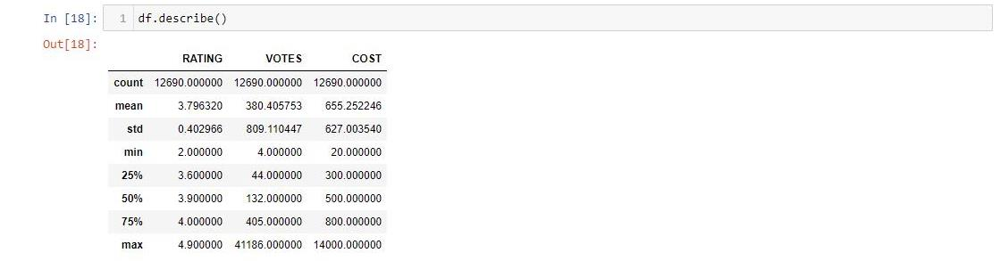 In [18]: 1 df.describe()
Out[18]:
RATING VOTES COST
count 12690.000000 12690.000000 12690.000000
mean 3.796320 380.405753 655.252246
std 0.402966 809.110447 627.003540
min 2.000000 4.000000 20.000000
25% 3.600000 44.000000 300.000000
50% 3.900000 132.000000 500.000000
75% 4.000000 405.000000 800.000000
max 4.900000 41186.000000 14000.000000